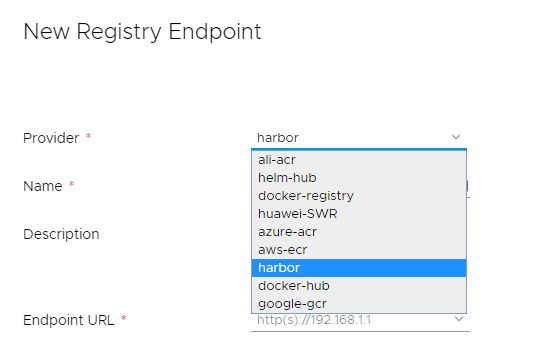 New Registry Endpoint
Provider *
harbor
ali-acr
helm-hub
docker-registry
huawei-SWR
azure-acr
aws-ecr
harbor
docker-hub
google-gcr
Name *
Description
Endpoint URL *
http(s)://192.168.1.1